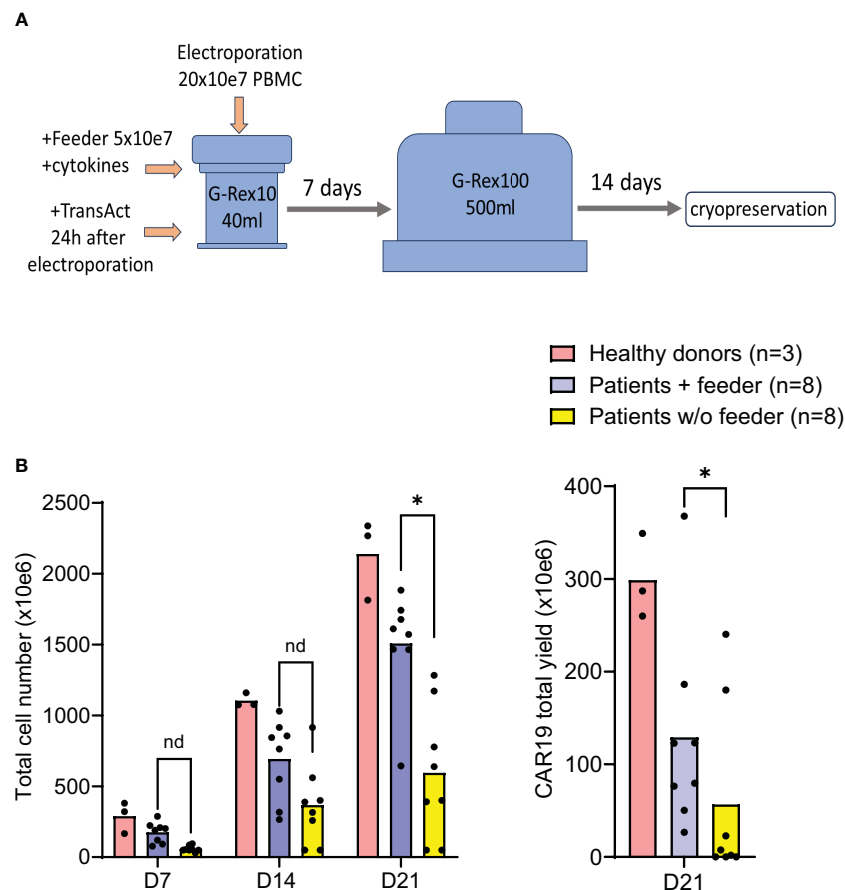 A
Electroporation
20x10e7 PBMC
+Feeder 5x10e7
+cytokines
+TransAct
24h after
electroporation
G-Rex10
40ml
7 days
G-Rex100
500ml
14 days
cryopreservation
Healthy donors (n=3)
Patients + feeder (n=8)
Patients w/o feeder (n=8)
B
Total cell number (x10e6)
2500
2000
1500
1000
500
0
nd
nd
*
D7
D14
D21
CAR19 total yield (x10e6)
400
300
200
100
0
*
D21